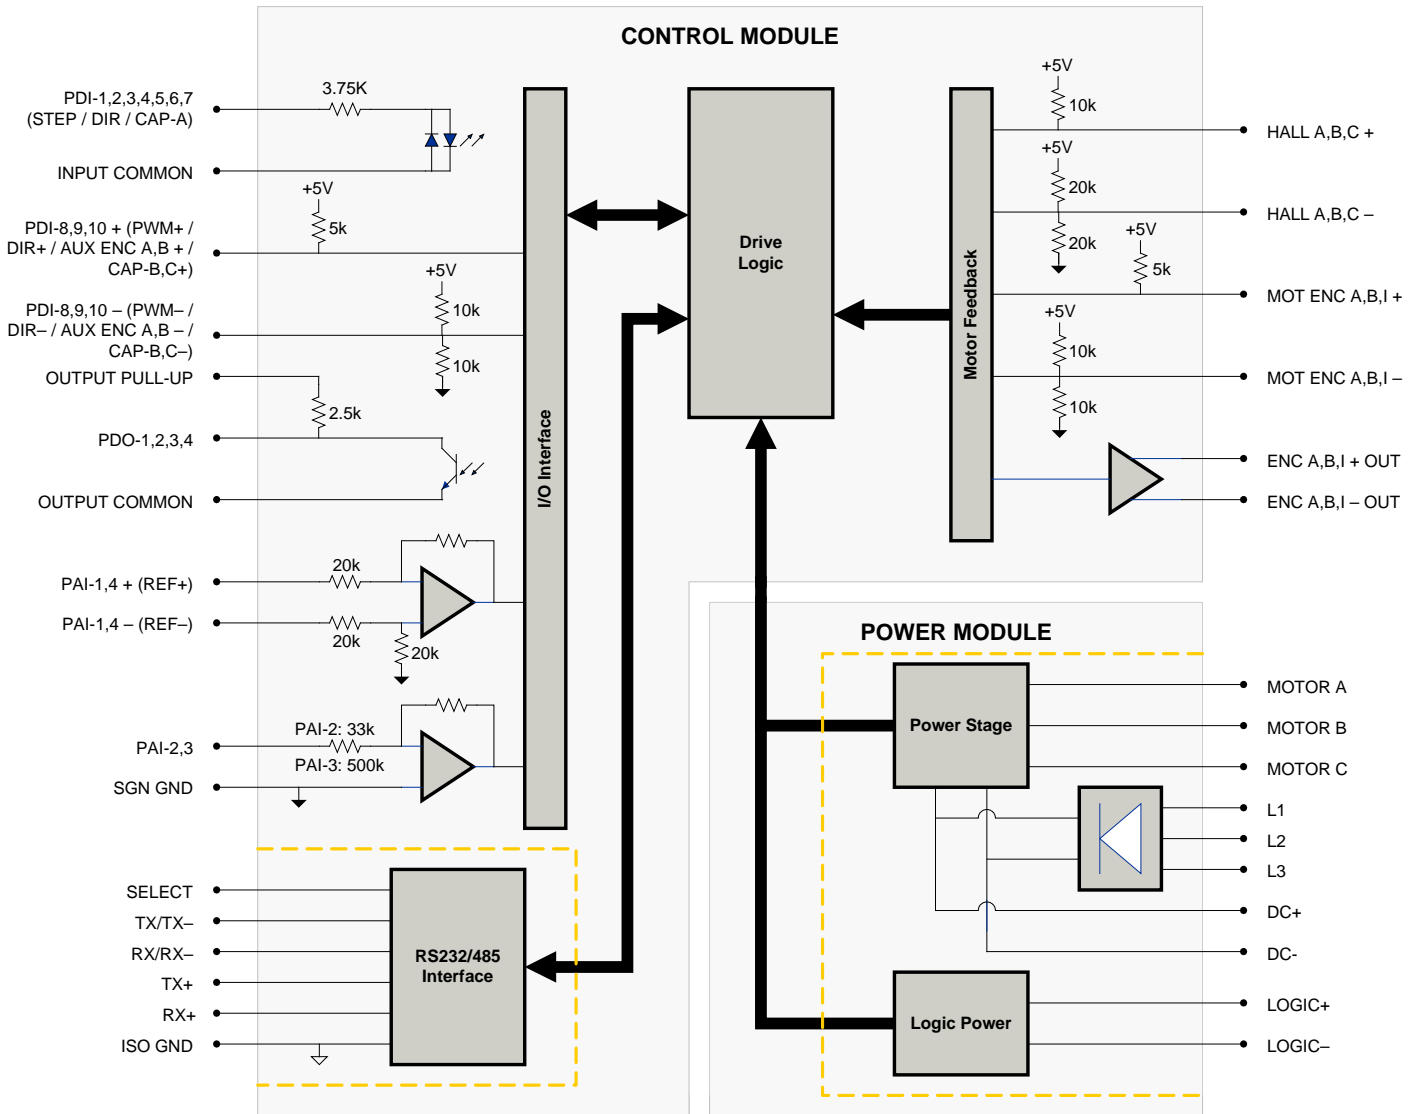 CONTROL MODULE
PDI-1,2,3,4,5,6,7
(STEP / DIR / CAP-A)
3.75K
INPUT COMMON
+5V
5k
PDI-8,9,10 + (PWM+ /
DIR+ / AUX ENC A,B + /
CAP-B,C+)
+5V
10k
PDI-8,9,10 – (PWM– /
DIR– / AUX ENC A,B – /
CAP-B,C–)
10k
OUTPUT PULL-UP
2.5k
PDO-1,2,3,4
OUTPUT COMMON
20k
PAI-1,4 + (REF+)
PAI-1,4 – (REF–)
20k
20k
PAI-2: 33k
PAI-2,3
PAI-3: 500k
SGN GND
I/O Interface
Drive
Logic
Motor Feedback
+5V
10k
HALL A,B,C +
+5V
20k
HALL A,B,C –
20k
+5V
5k
MOT ENC A,B,I +
+5V
10k
MOT ENC A,B,I –
10k
ENC A,B,I + OUT
ENC A,B,I – OUT
SELECT
TX/TX–
RX/RX–
TX+
RX+
ISO GND
RS232/485
Interface
POWER MODULE
Power Stage
MOTOR A
MOTOR B
MOTOR C
L1
L2
L3
DC+
DC-
Logic Power
LOGIC+
LOGIC–